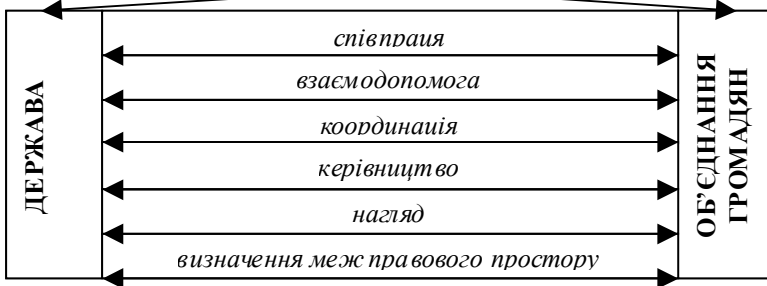 ДЕРЖАВА
співпраця
взаємодопомога
координація
керівництво
нагляд
визначення меж правового простору
ОБ’ЄДНАННЯ
ГРОМАДЯН